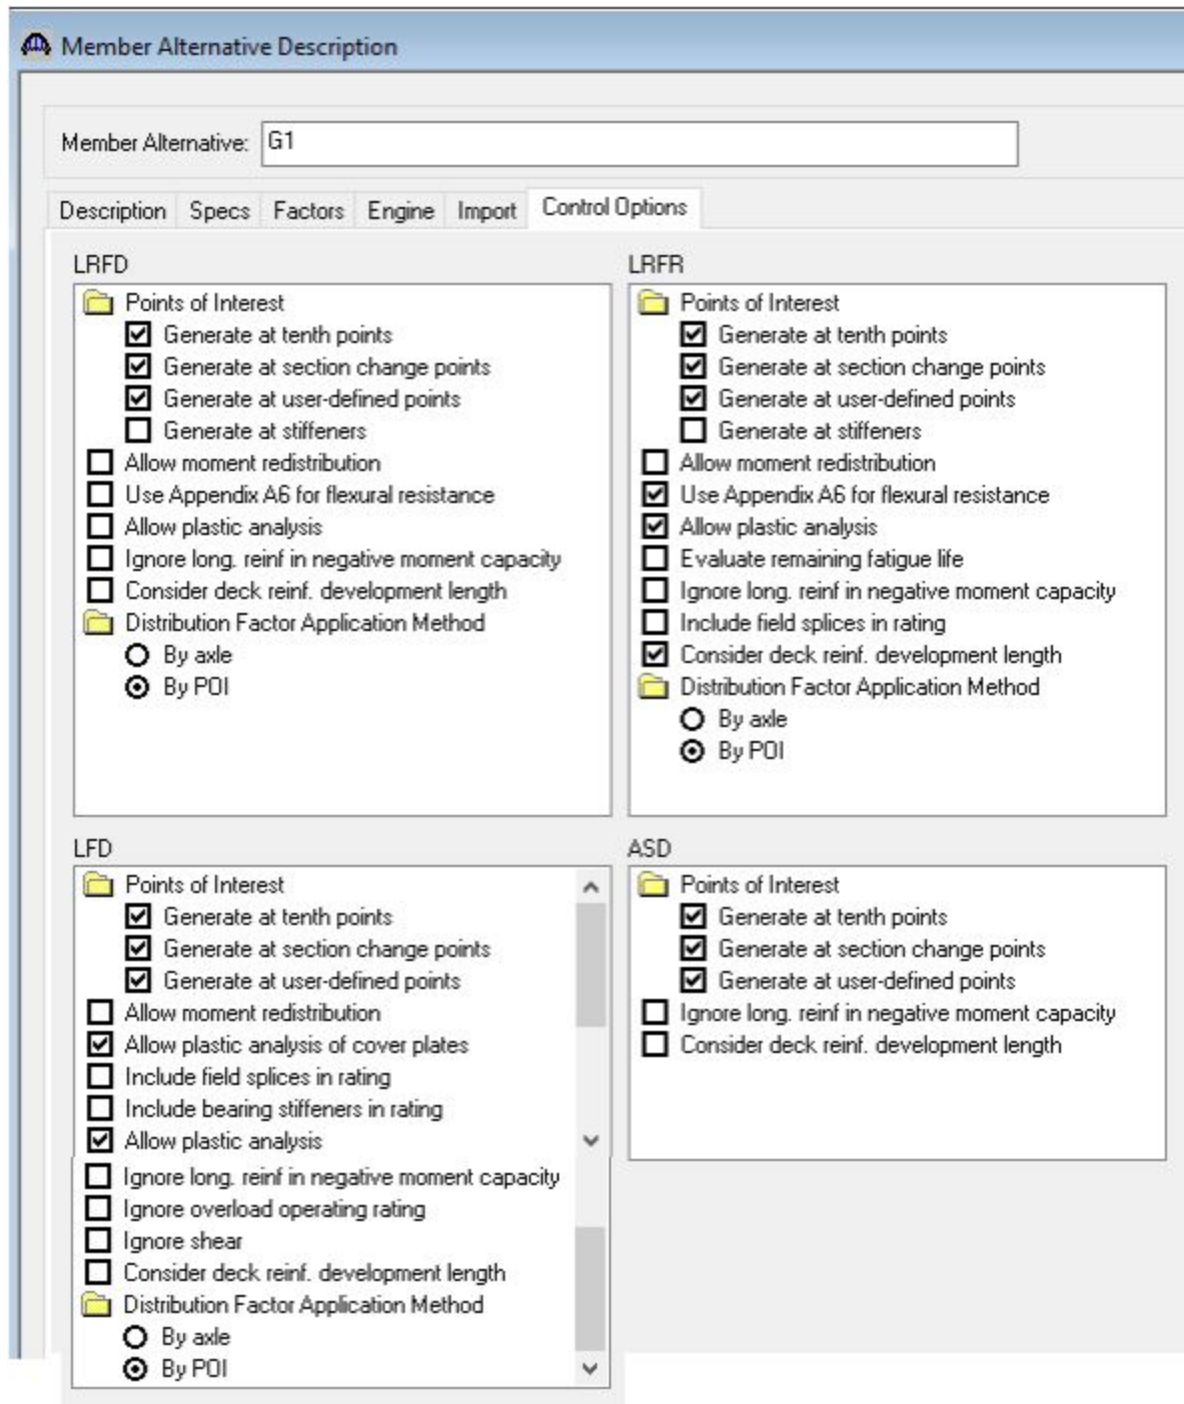 Member Alternative Description
Member Alternative: G1
Description Specs Factors Engine Import Control Options
LRFD
Points of Interest
Generate at tenth points
Generate at section change points
Generate at user-defined points
Generate at stiffeners
Allow moment redistribution
Use Appendix A6 for flexural resistance
Allow plastic analysis
Ignore long. reinf in negative moment capacity
Consider deck reinf. development length
Distribution Factor Application Method
By axle
By POI
LRFR
Points of Interest
Generate at tenth points
Generate at section change points
Generate at user-defined points
Generate at stiffeners
Allow moment redistribution
Use Appendix A6 for flexural resistance
Allow plastic analysis
Evaluate remaining fatigue life
Ignore long. reinf in negative moment capacity
Include field splices in rating
Consider deck reinf. development length
Distribution Factor Application Method
By axle
By POI
LFD
Points of Interest
Generate at tenth points
Generate at section change points
Generate at user-defined points
Allow moment redistribution
Allow plastic analysis of cover plates
Include field splices in rating
Include bearing stiffeners in rating
Allow plastic analysis
Ignore long. reinf in negative moment capacity
Ignore overload operating rating
Ignore shear
Consider deck reinf. development length
Distribution Factor Application Method
By axle
By POI
ASD
Points of Interest
Generate at tenth points
Generate at section change points
Generate at user-defined points
Ignore long. reinf in negative moment capacity
Consider deck reinf. development length